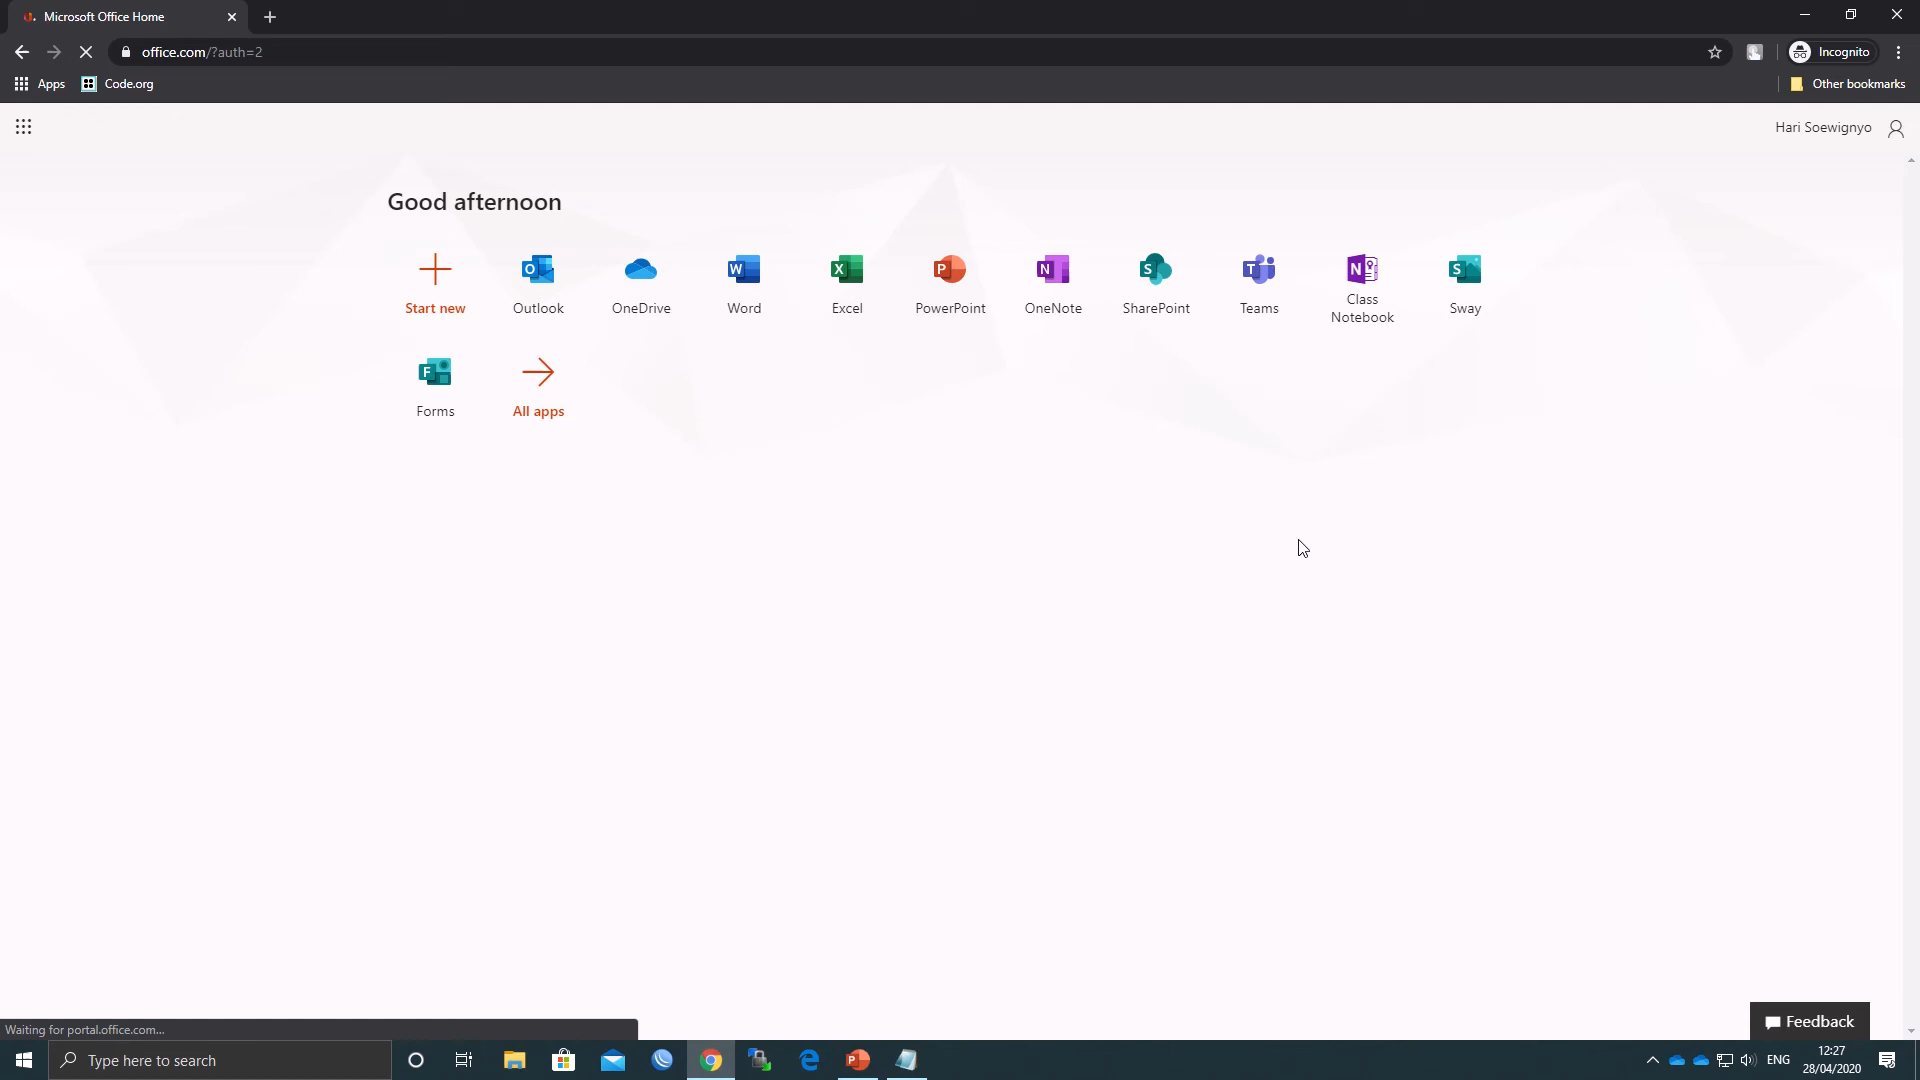 Microsoft Office Home
office.com/?auth=2
Incognito
Apps
Code.org
Other bookmarks
Hari Soewignyo
Good afternoon
Start new
Outlook
OneDrive
Word
Excel
PowerPoint
OneNote
SharePoint
Teams
Class
Notebook
Sway
Forms
All apps
Feedback
Waiting for portal.office.com...
Type here to search
ENG
12:27
28/04/2020